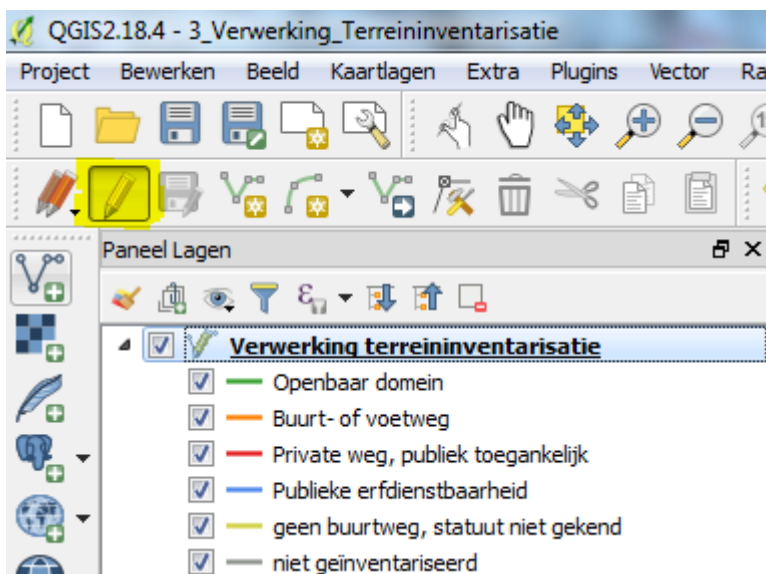 QGIS2.18.4 - 3_Verwerking_Terreininventarisatie
Project Bewerken Beeld Kaartlagen Extra Plugins Vector Ra
Paneel Lagen
Verwerking terreininventarisatie
Openbaar domein
Buurt- of voetweg
Private weg, publiek toegankelijk
Publieke erfdienstbaarheid
geen buurtweg, statuut niet gekend
niet geïnventariseerd